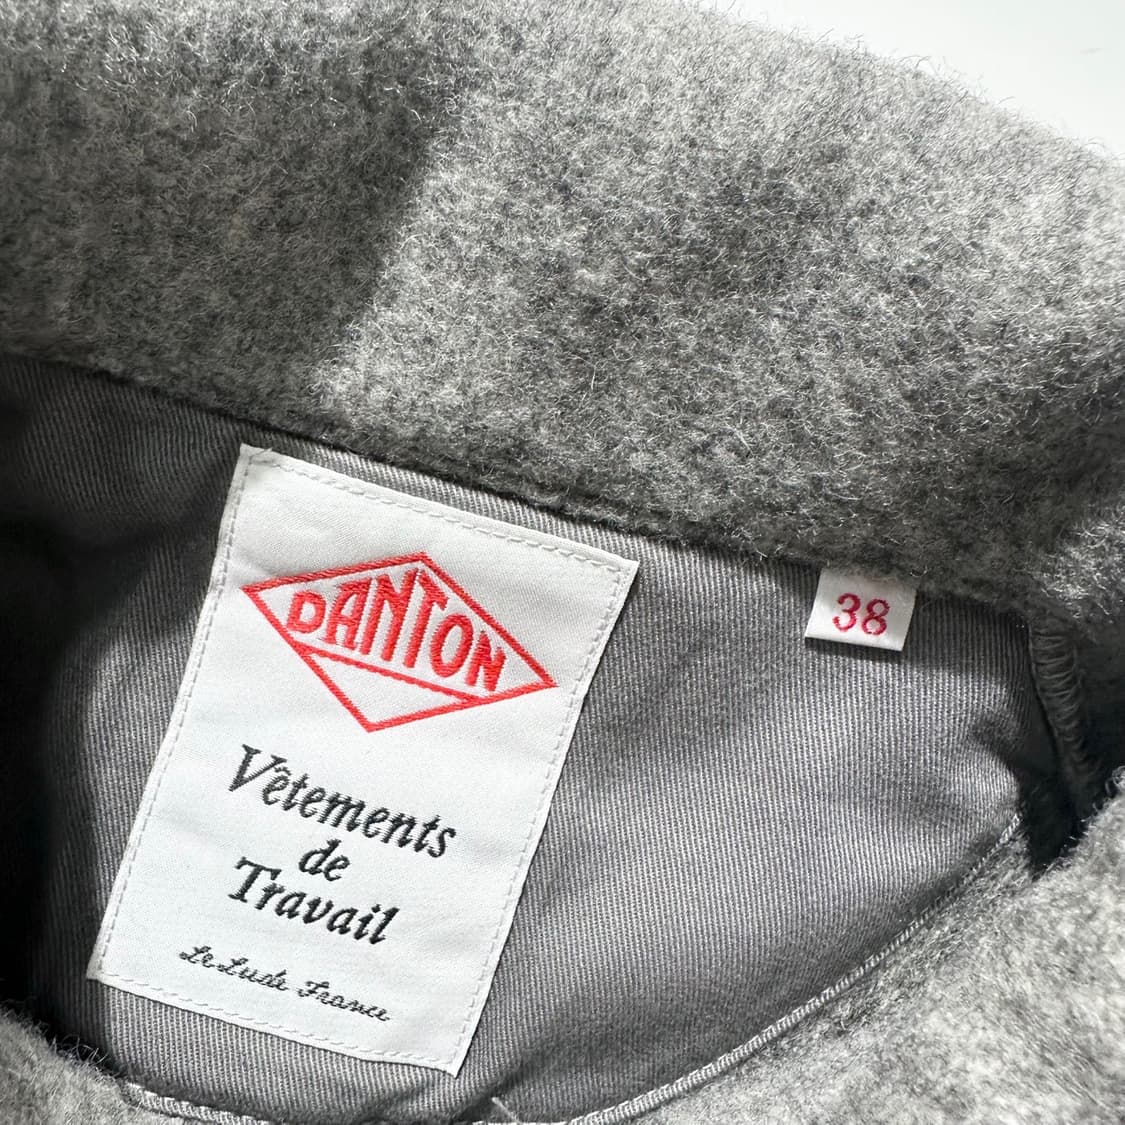 DANTON
38
Vêtements
de
Travail
Le Lude France